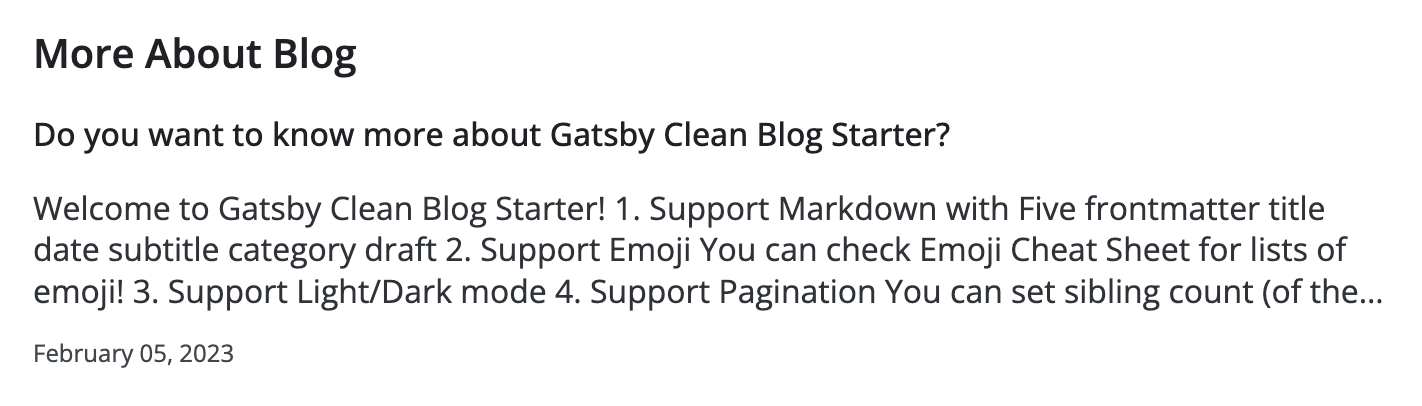 More About Blog
Do you want to know more about Gatsby Clean Blog Starter?
Welcome to Gatsby Clean Blog Starter! 1. Support Markdown with Five frontmatter title
date subtitle category draft 2. Support Emoji You can check Emoji Cheat Sheet for lists of
emoji! 3. Support Light/Dark mode 4. Support Pagination You can set sibling count (of the...
February 05, 2023